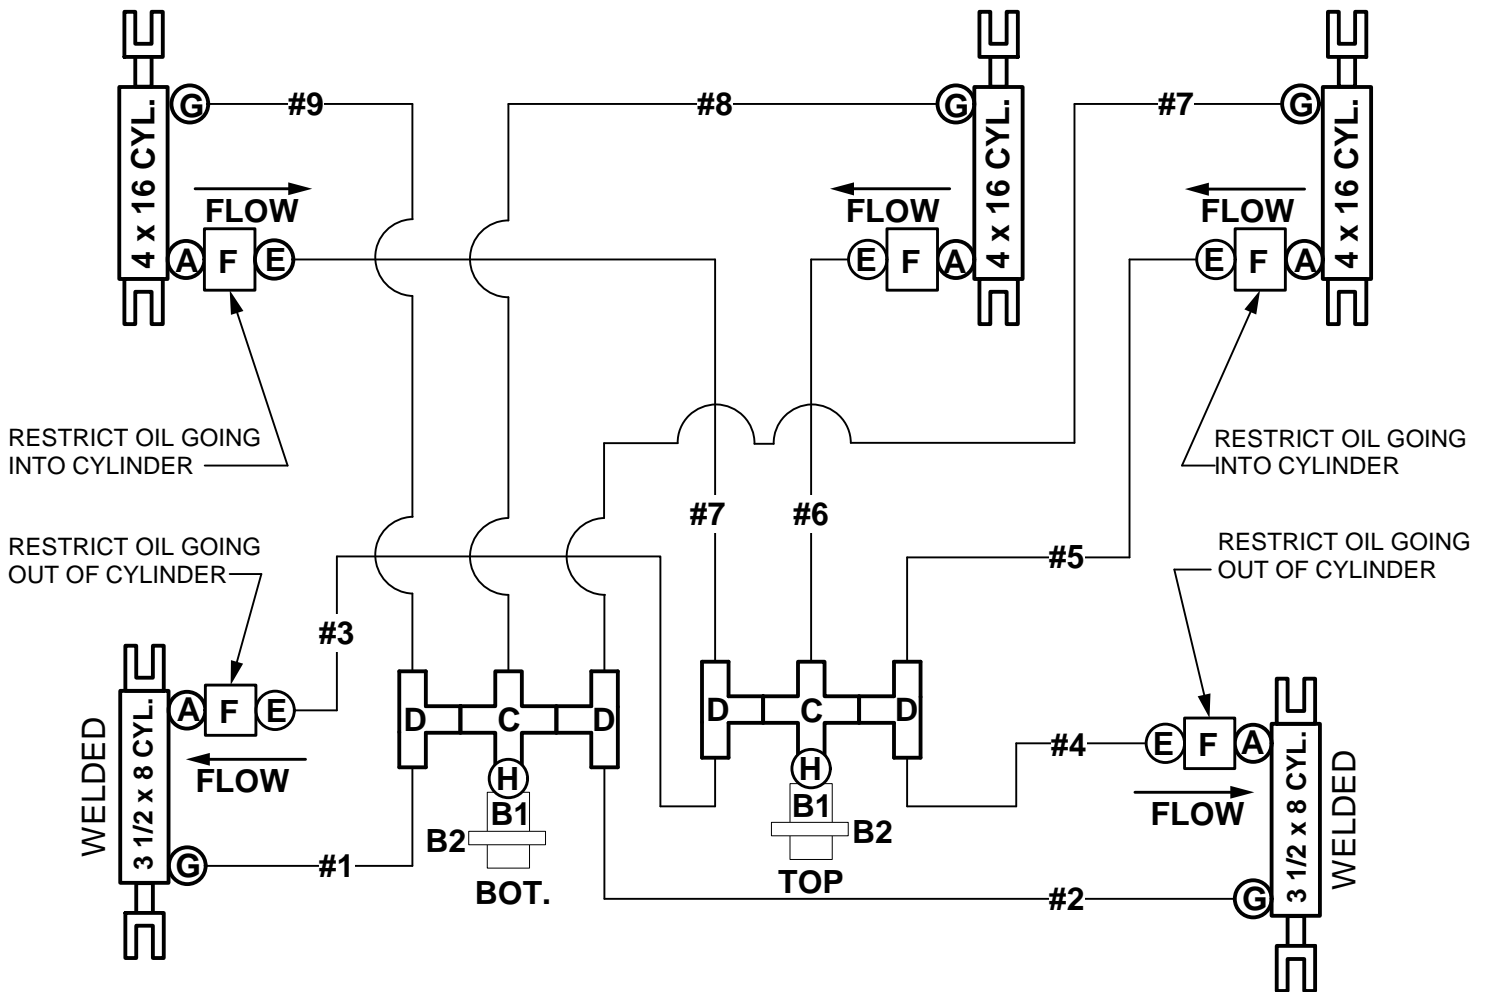 G #9 #8 G #7 G
4 x 16 CYL.
4 x 16 CYL.
4 x 16 CYL.
FLOW
FLOW
FLOW
A F E
E F A
E F A
RESTRICT OIL GOING
INTO CYLINDER
RESTRICT OIL GOING
INTO CYLINDER
#7 #6
#5
RESTRICT OIL GOING
OUT OF CYLINDER
RESTRICT OIL GOING
OUT OF CYLINDER
#3
WELDED
3 1/2 x 8 CYL.
A F E
FLOW
D C D
D C D
#4
E F A
FLOW
3 1/2 x 8 CYL.
WELDED
H
B1
B2
BOT.
H
B1
B2
TOP
G #1
#2 G